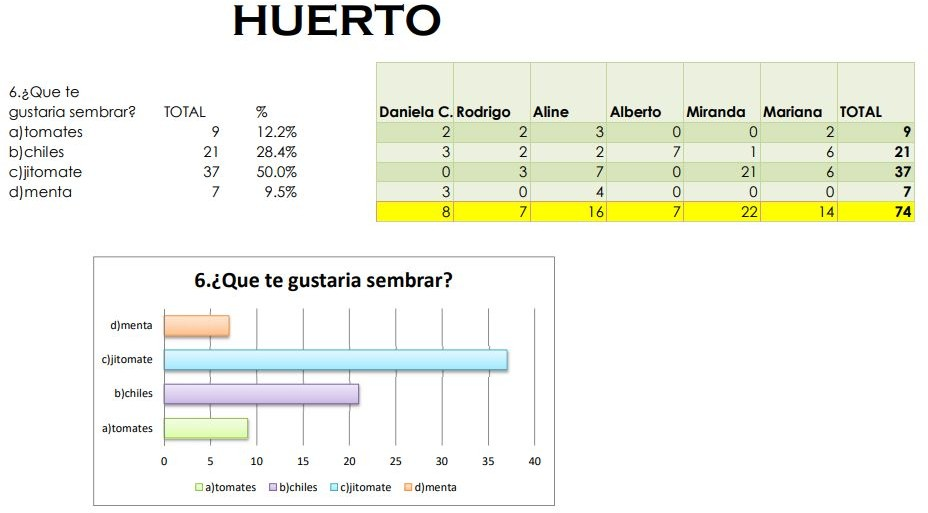 HUERTO
6.¿Que te
gustaria sembrar? TOTAL %
a)tomates 9 12.2%
b)chiles 21 28.4%
c)jitomate 37 50.0%
d)menta 7 9.5%
Daniela C. Rodrigo Aline Alberto Miranda Mariana TOTAL
2 2 3 0 0 2 9
3 2 2 7 1 6 21
0 3 7 0 21 6 37
3 0 4 0 0 0 7
8 7 16 7 22 14 74
6.¿Que te gustaria sembrar?
d)menta
c)jitomate
b)chiles
a)tomates
0 5 10 15 20 25 30 35 40
a)tomates b)chiles c)jitomate d)menta